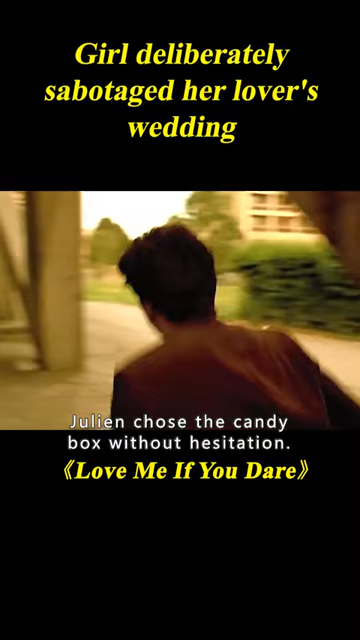 Girl deliberately
sabotaged her lover's
wedding
Julien chose the candy
box without hesitation.
《Love Me If You Dare》